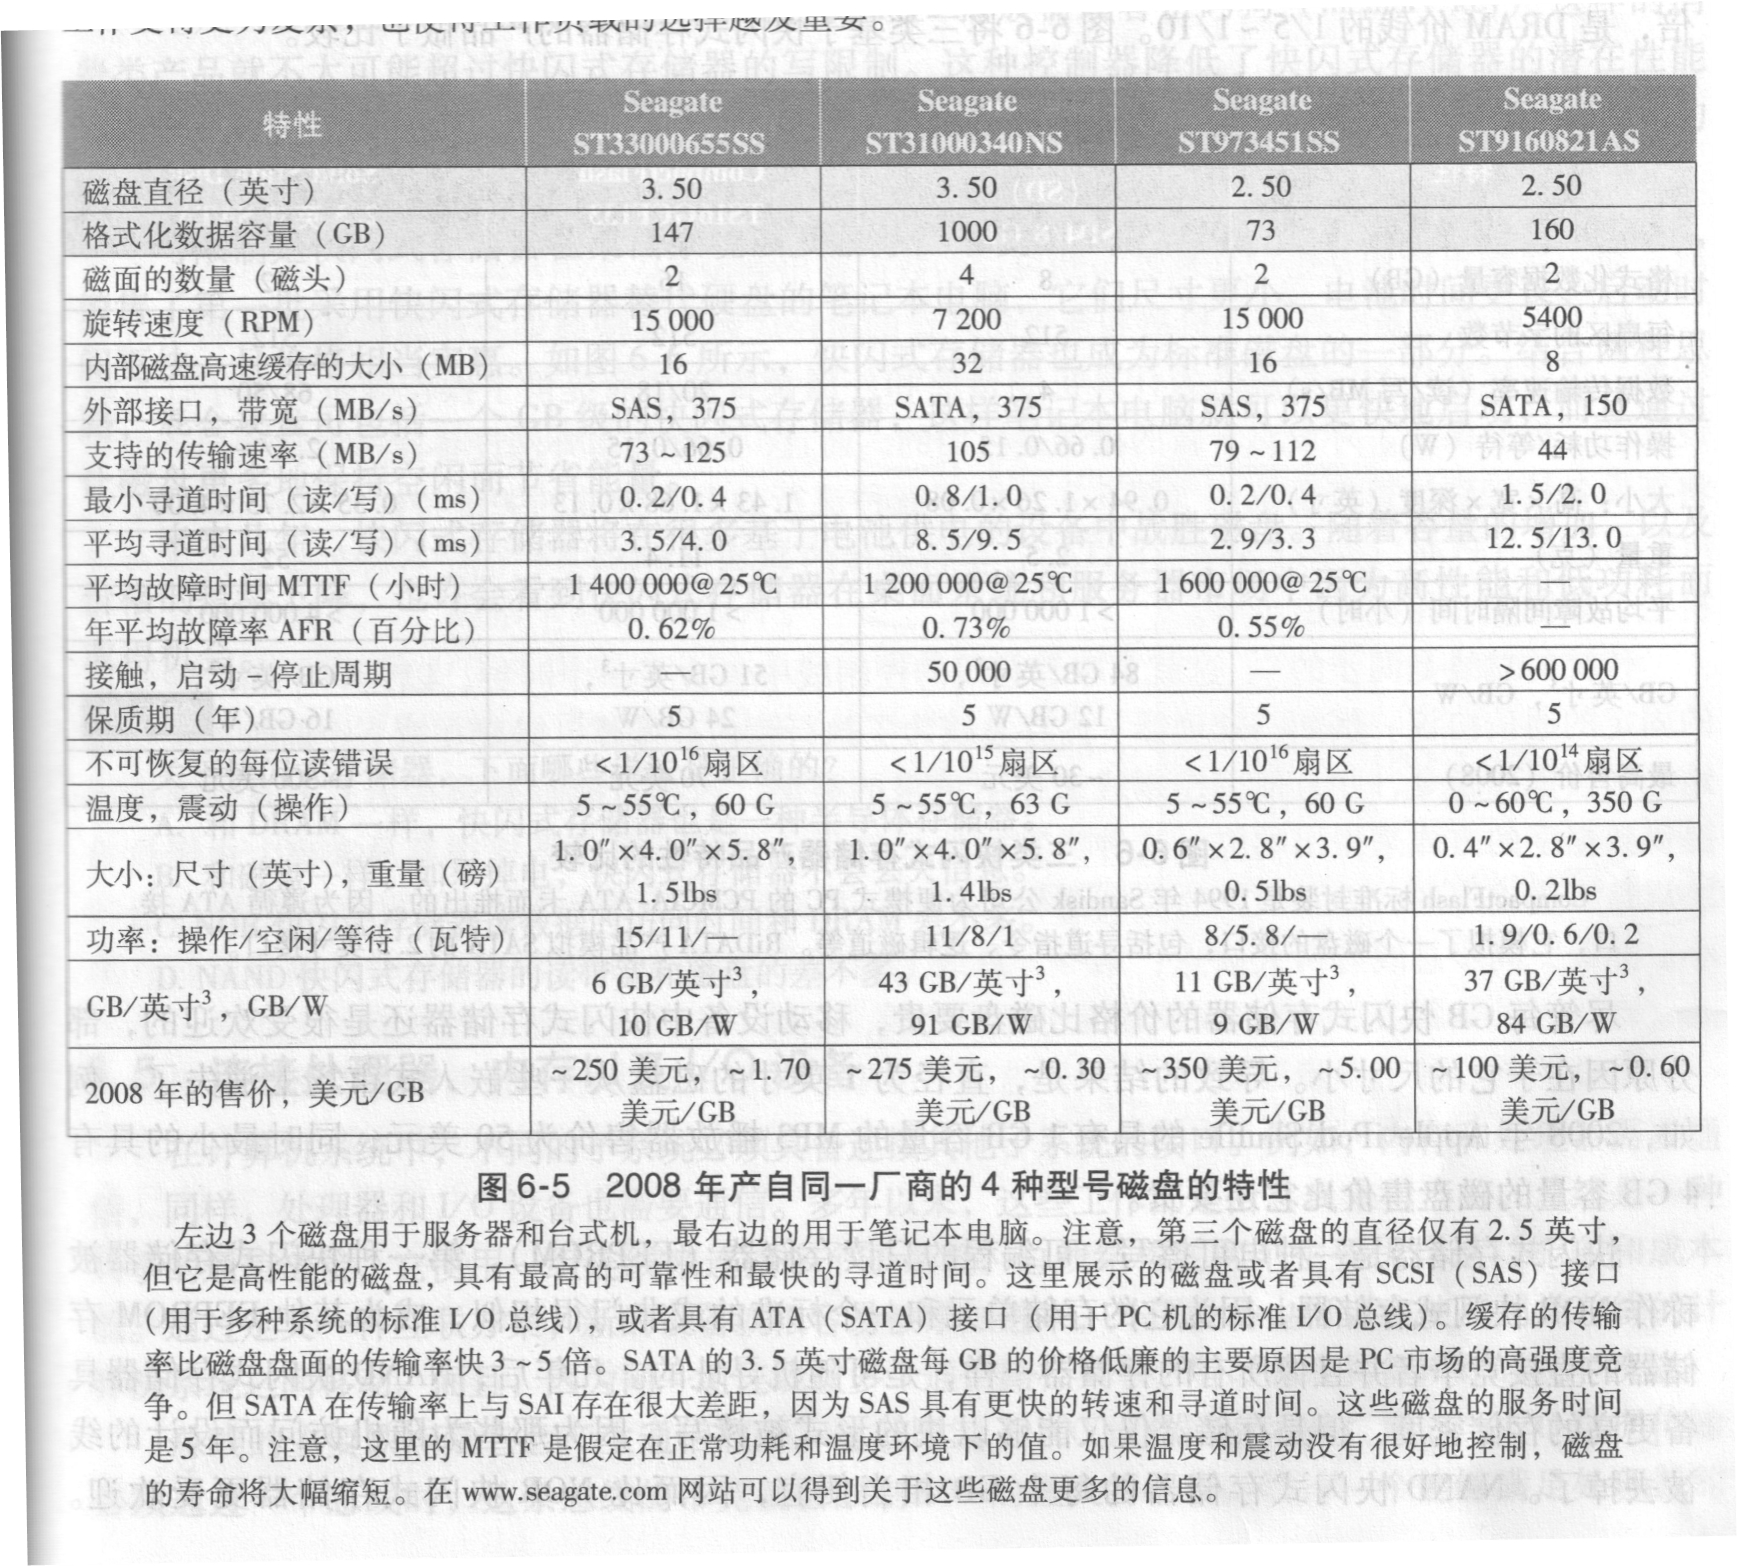 特性 Seagate ST33000655SS Seagate ST31000340NS Seagate ST973451SS Seagate ST9160821AS
磁盘直径（英寸） 3.50 3.50 2.50 2.50
格式化数据容量（GB） 147 1000 73 160
磁面的数量（磁头） 2 4 2 2
旋转速度（RPM） 15 000 7 200 15 000 5400
内部磁盘高速缓存的大小（MB） 16 32 16 8
外部接口，带宽（MB/s） SAS，375 SATA，375 SAS，375 SATA，150
支持的传输速率（MB/s） 73～125 105 79～112 44
最小寻道时间（读/写）（ms） 0.2/0.4 0.8/1.0 0.2/0.4 1.5/2.0
平均寻道时间（读/写）（ms） 3.5/4.0 8.5/9.5 2.9/3.3 12.5/13.0
平均故障时间 MTTF（小时） 1 400 000@25℃ 1 200 000@25℃ 1 600 000@25℃ —
年平均故障率 AFR（百分比） 0.62% 0.73% 0.55% —
接触，启动－停止周期 — 50 000 — >600 000
保质期（年） 5 5 5 5
不可恢复的每位读错误 <1/10¹⁶扇区 <1/10¹⁵扇区 <1/10¹⁶扇区 <1/10¹⁴扇区
温度，震动（操作） 5～55℃，60 G 5～55℃，63 G 5～55℃，60 G 0～60℃，350 G
大小：尺寸（英寸），重量（磅） 1.0″×4.0″×5.8″，1.5lbs 1.0″×4.0″×5.8″，1.4lbs 0.6″×2.8″×3.9″，0.5lbs 0.4″×2.8″×3.9″，0.2lbs
功率：操作/空闲/等待（瓦特） 15/11/— 11/8/1 8/5.8/— 1.9/0.6/0.2
GB/英寸³，GB/W 6 GB/英寸³，10 GB/W 43 GB/英寸³，91 GB/W 11 GB/英寸³，9 GB/W 37 GB/英寸³，84 GB/W
2008 年的售价，美元/GB ～250 美元，～1.70 美元/GB ～275 美元，～0.30 美元/GB ～350 美元，～5.00 美元/GB ～100 美元，～0.60 美元/GB
图 6-5 2008 年产自同一厂商的 4 种型号磁盘的特性
左边 3 个磁盘用于服务器和台式机，最右边的用于笔记本电脑。注意，第三个磁盘的直径仅有 2.5 英寸，
但它是高性能的磁盘，具有最高的可靠性和最快的寻道时间。这里展示的磁盘或者具有 SCSI（SAS）接口
（用于多种系统的标准 I/O 总线），或者具有 ATA（SATA）接口（用于 PC 机的标准 I/O 总线）。缓存的传输
率比磁盘盘面的传输率快 3～5 倍。SATA 的 3.5 英寸磁盘每 GB 的价格低廉的主要原因是 PC 市场的高强度竞
争。但 SATA 在传输率上与 SAI 存在很大差距，因为 SAS 具有更快的转速和寻道时间。这些磁盘的服务时间
是 5 年。注意，这里的 MTTF 是假定在正常功耗和温度环境下的值。如果温度和震动没有很好地控制，磁盘
的寿命将大幅缩短。在 www.seagate.com 网站可以得到关于这些磁盘更多的信息。